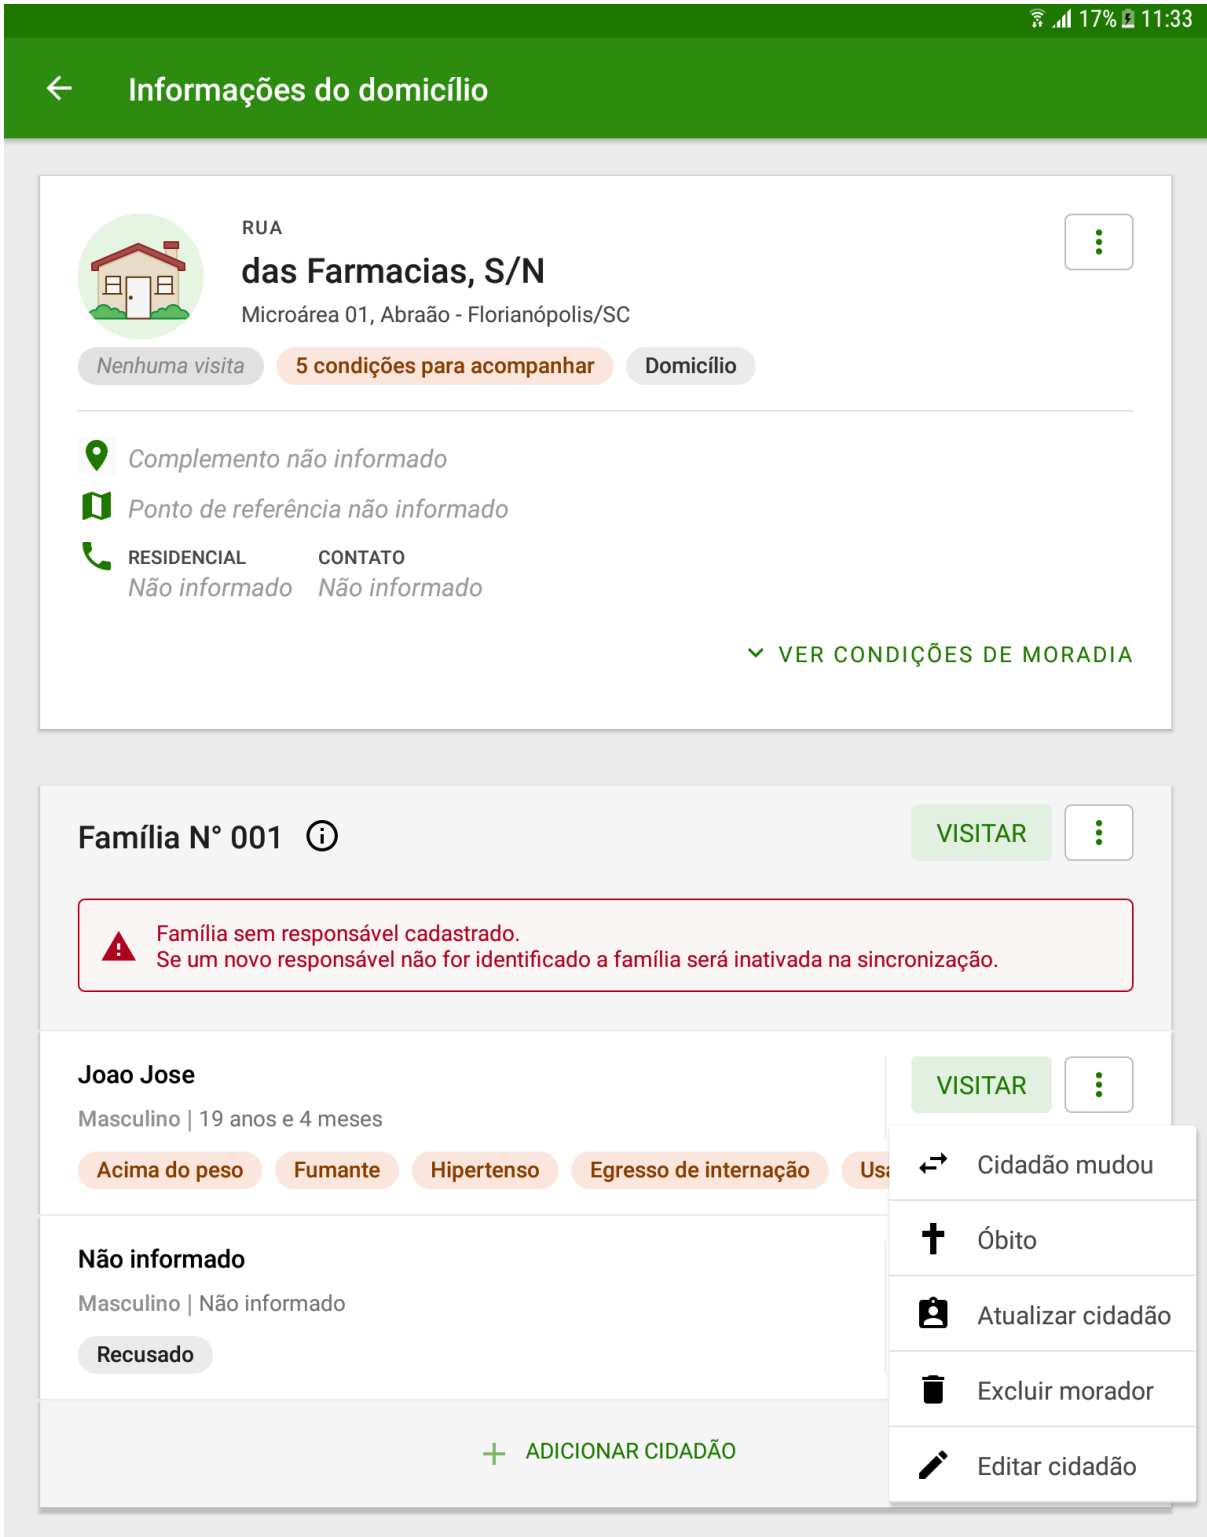 17% 11:33
Informações do domicílio
RUA
das Farmacias, S/N
Microárea 01, Abraão - Florianópolis/SC
Nenhuma visita 5 condições para acompanhar Domicílio
Complemento não informado
Ponto de referência não informado
RESIDENCIAL CONTATO
Não informado Não informado
VER CONDIÇÕES DE MORADIA
Família N° 001 VISITAR
Família sem responsável cadastrado.
Se um novo responsável não for identificado a família será inativada na sincronização.
Joao Jose VISITAR
Masculino | 19 anos e 4 meses
Acima do peso Fumante Hipertenso Egresso de internação
Não informado
Masculino | Não informado
Recusado
ADICIONAR CIDADÃO
Cidadão mudou
Óbito
Atualizar cidadão
Excluir morador
Editar cidadão